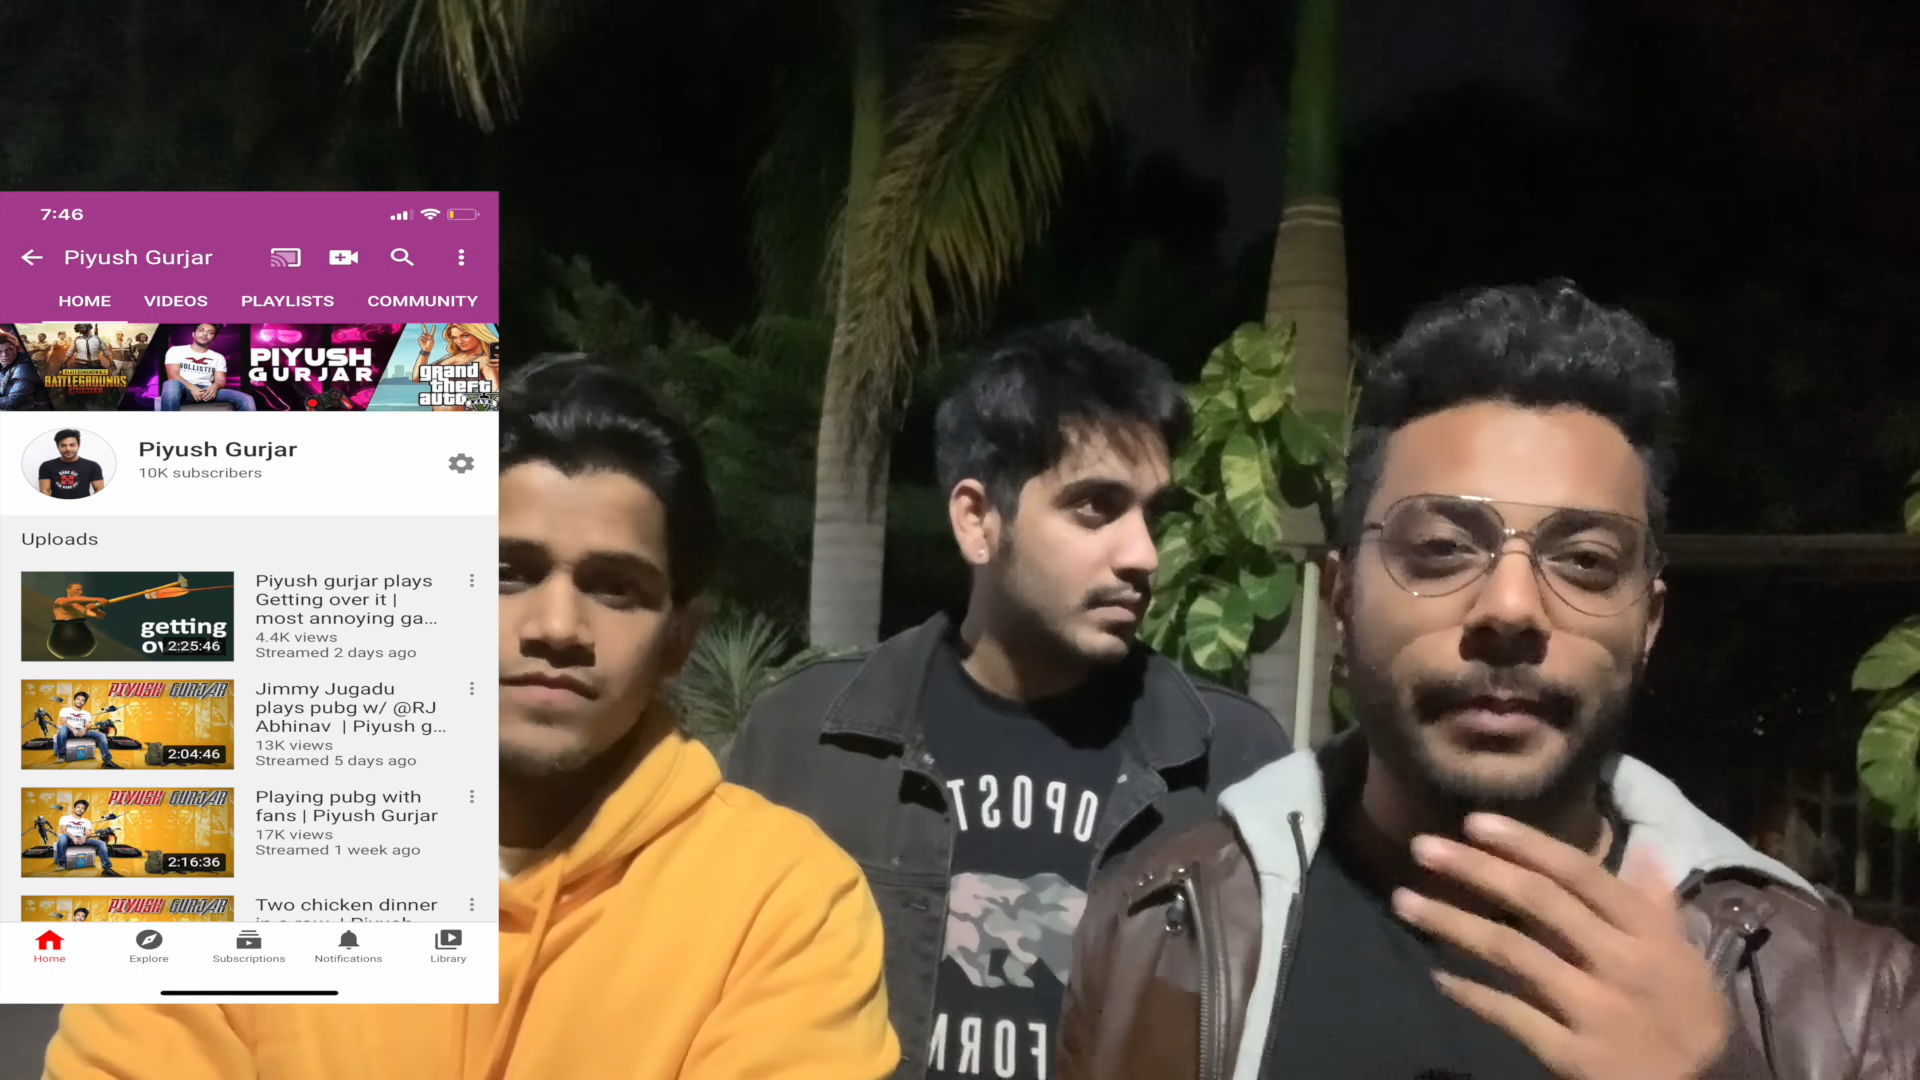 7:46
Piyush Gurjar
HOME VIDEOS PLAYLISTS COMMUNITY
BATTLEGROUNDS
HOLLISTER
PIYUSH
GURJAR
grand
theft
auto
Piyush Gurjar
10K subscribers
Uploads
getting
2:25:46
Piyush gurjar plays
Getting over it |
most annoying ga...
4.4K views
Streamed 2 days ago
PIYUSH GURJAR
2:04:46
Jimmy Jugadu
plays pubg w/ @RJ
Abhinav | Piyush g...
13K views
Streamed 5 days ago
PIYUSH GURJAR
2:16:36
Playing pubg with
fans | Piyush Gurjar
17K views
Streamed 1 week ago
PIYUSH GURJAR
Two chicken dinner
Home Explore Subscriptions Notifications Library
OPOST
FORN